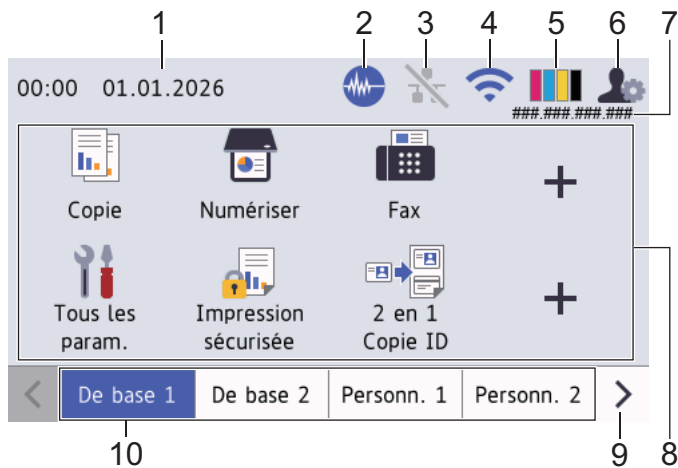 1 2 3 4 5 6 7
00:00 01.01.2026
###.###.###.###
Copie Numériser Fax +
Tous les param. Impression sécurisée 2 en 1 Copie ID +
De base 1 De base 2 Personn. 1 Personn. 2
10 9 8